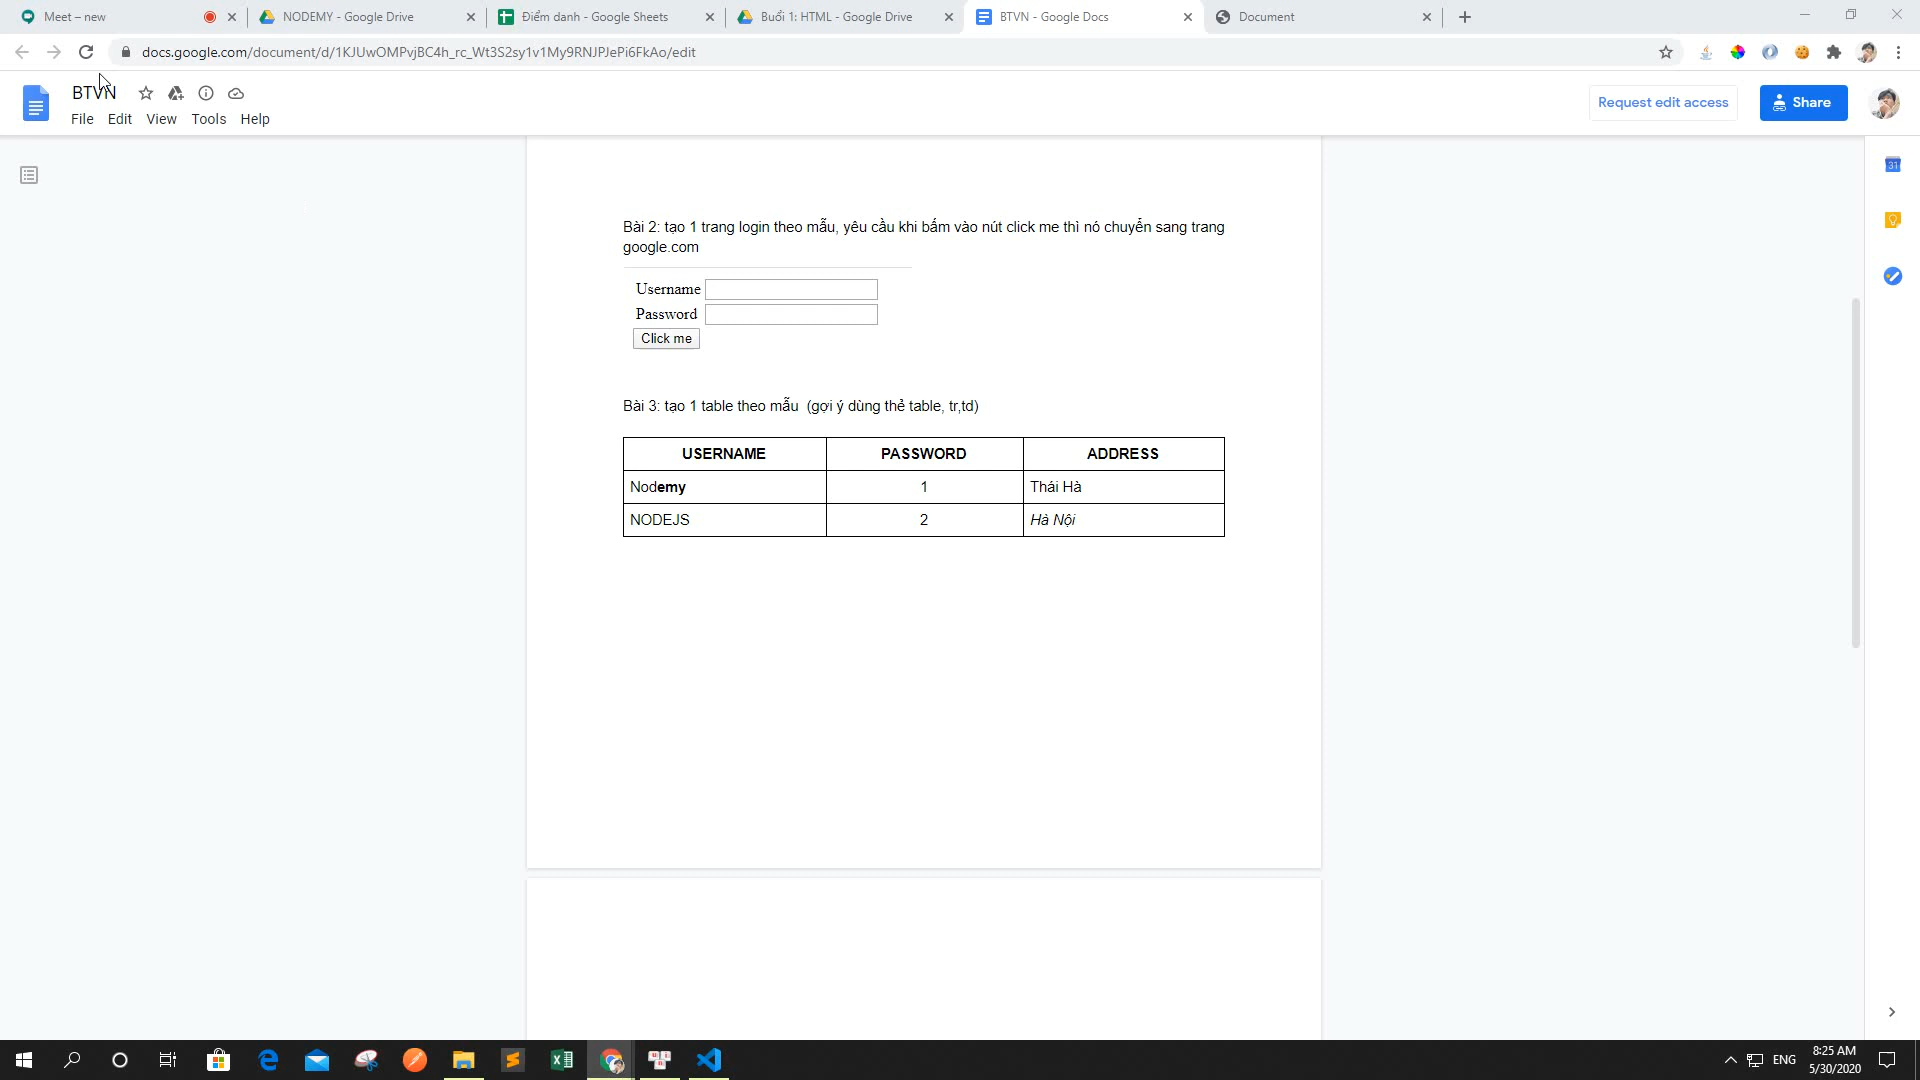 Meet – new
NODEMY - Google Drive
Điểm danh - Google Sheets
Buổi 1: HTML - Google Drive
BTVN - Google Docs
Document
docs.google.com/document/d/1KJUwOMPvjBC4h_rc_Wt3S2sy1v1My9RNJPJePi6FkAo/edit
BTVN
File Edit View Tools Help
Request edit access
Share
Bài 2: tạo 1 trang login theo mẫu, yêu cầu khi bấm vào nút click me thì nó chuyển sang trang
google.com
Username
Password
Click me
Bài 3: tạo 1 table theo mẫu (gợi ý dùng thẻ table, tr,td)
USERNAME PASSWORD ADDRESS
Nodemy 1 Thái Hà
NODEJS 2 Hà Nội
31
ENG
8:25 AM
5/30/2020